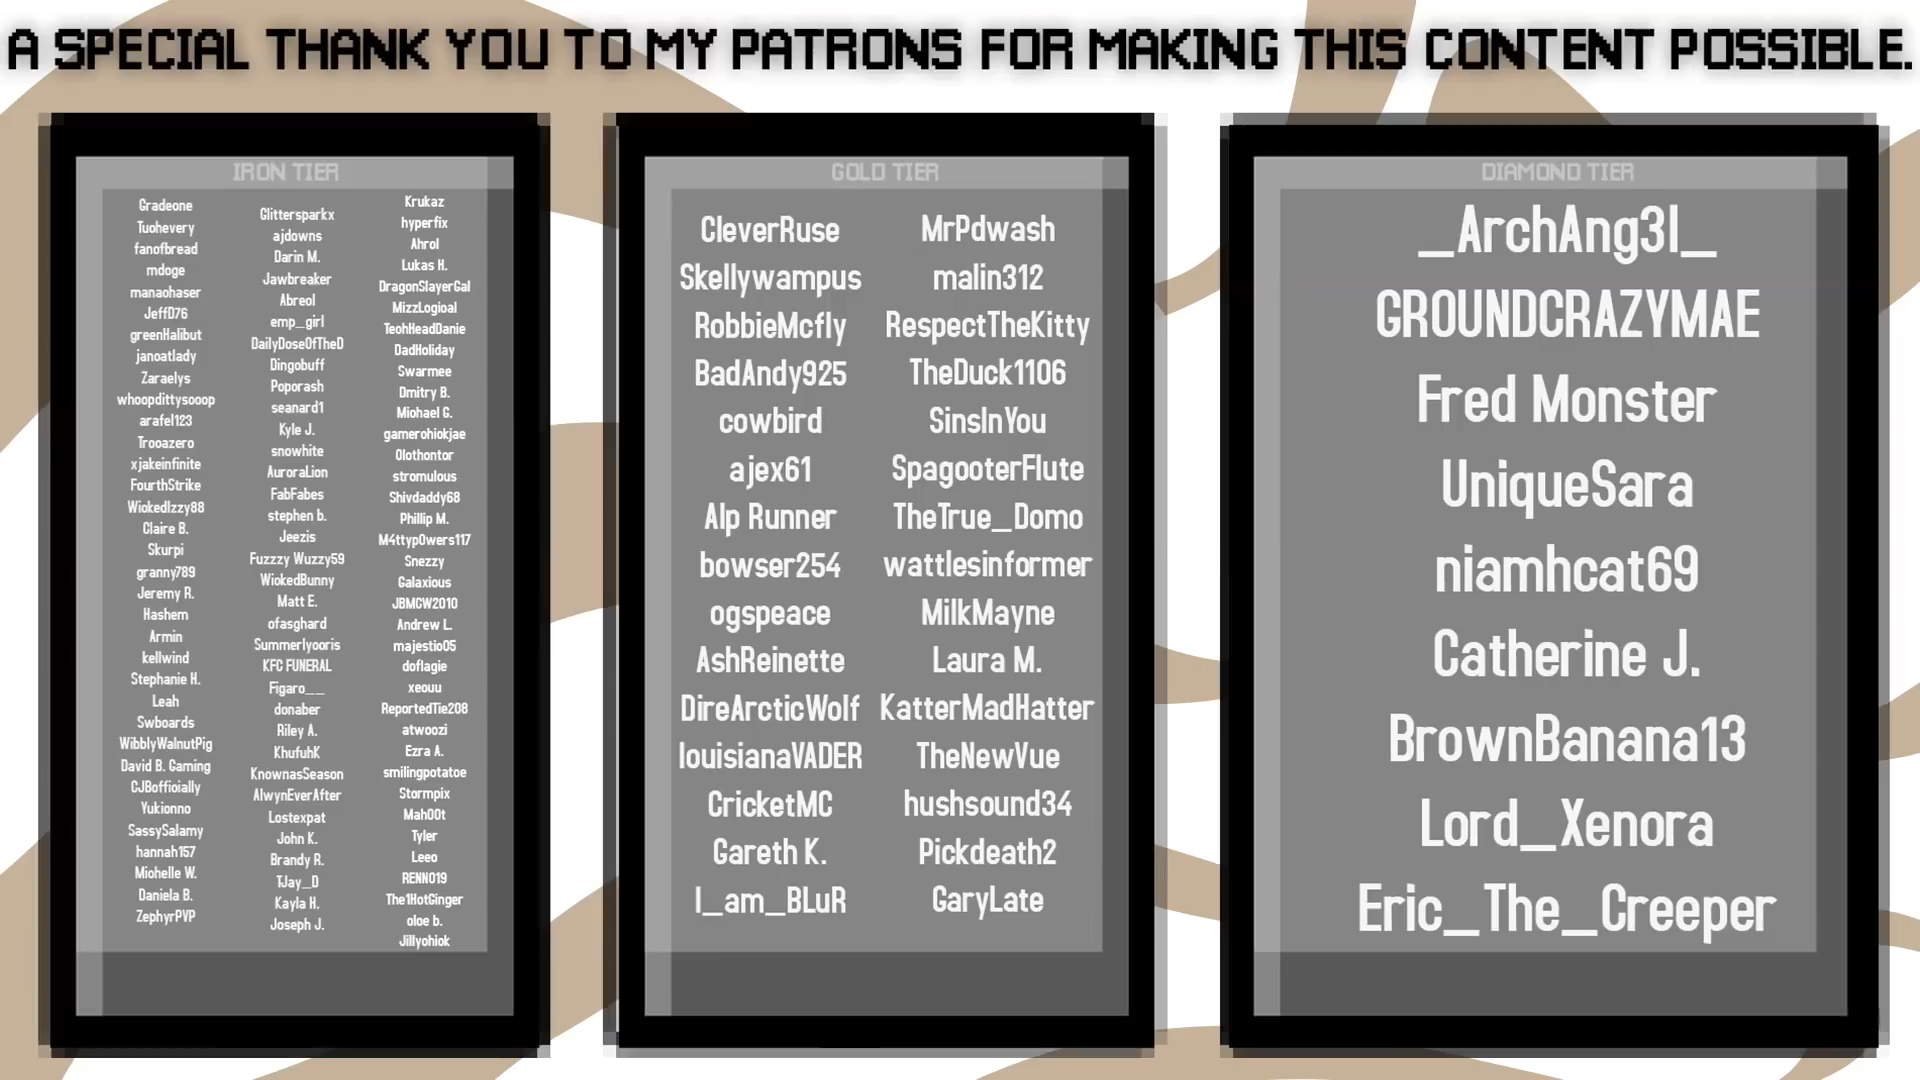 A SPECIAL THANK YOU TO MY PATRONS FOR MAKING THIS CONTENT POSSIBLE.
IRON TIER
Gradeone
Tuohevery
fanofbread
mdoge
manaohaser
JeffD76
greenHalibut
janoatlady
Zaraelys
whoopdittysooop
arafel123
Trooazero
xjakeinfinite
FourthStrike
WickedIzzy88
Claire B.
Skurpi
granny789
Jeremy R.
Hashem
Armin
kellwind
Stephanie H.
Leah
Swboards
WibblyWalnutPig
David B. Gaming
CJBoffioially
Yukionno
SassySalamy
hannah157
Miohelle W.
Daniela B.
ZephyrPVP
Glittersparkx
ajdowns
Darin M.
Jawbreaker
Abreol
emp_girl
DailyDoseOfTheD
Dingobuff
Poporash
seanard1
Kyle J.
snowhite
AuroraLion
FabFabes
stephen b.
Jeezis
Fuzzzy Wuzzy59
WiokedBunny
Matt E.
ofasghard
Summerlyooris
KFC FUNERAL
Figaro__
donaber
Riley A.
KhufuhK
KnownasSeason
AlwynEverAfter
Lostexpat
John K.
Brandy R.
TJay_D
Kayla H.
Joseph J.
Krukaz
hyperfix
Ahrol
Lukas H.
DragonSlayerGal
MizzLogioal
TeohHeadDanie
DadHoliday
Swarmee
Dmitry B.
Miohael G.
gamerohiokjae
Olothontor
stromulous
Shivdaddy68
Phillip M.
M4ttyp0wers117
Snezzy
Galaxious
JBMCW2010
Andrew L.
majestio05
doflagie
xeouu
ReportedTie208
atwoozi
Ezra A.
smilingpotatoe
Stormpix
Mah00t
Tyler
Leeo
RENN019
The1HotGinger
oloe b.
Jillyohiok
GOLD TIER
CleverRuse
Skellywampus
RobbieMcfly
BadAndy925
cowbird
ajex61
Alp Runner
bowser254
ogspeace
AshReinette
DireArcticWolf
louisianaVADER
CricketMC
Gareth K.
I_am_BLuR
MrPdwash
malin312
RespectTheKitty
TheDuck1106
SinsInYou
SpagooterFlute
TheTrue_Domo
wattlesinformer
MilkMayne
Laura M.
KatterMadHatter
TheNewVue
hushsound34
Pickdeath2
GaryLate
DIAMOND TIER
_ArchAng3l_
GROUNDCRAZYMAE
Fred Monster
UniqueSara
niamhcat69
Catherine J.
BrownBanana13
Lord_Xenora
Eric_The_Creeper